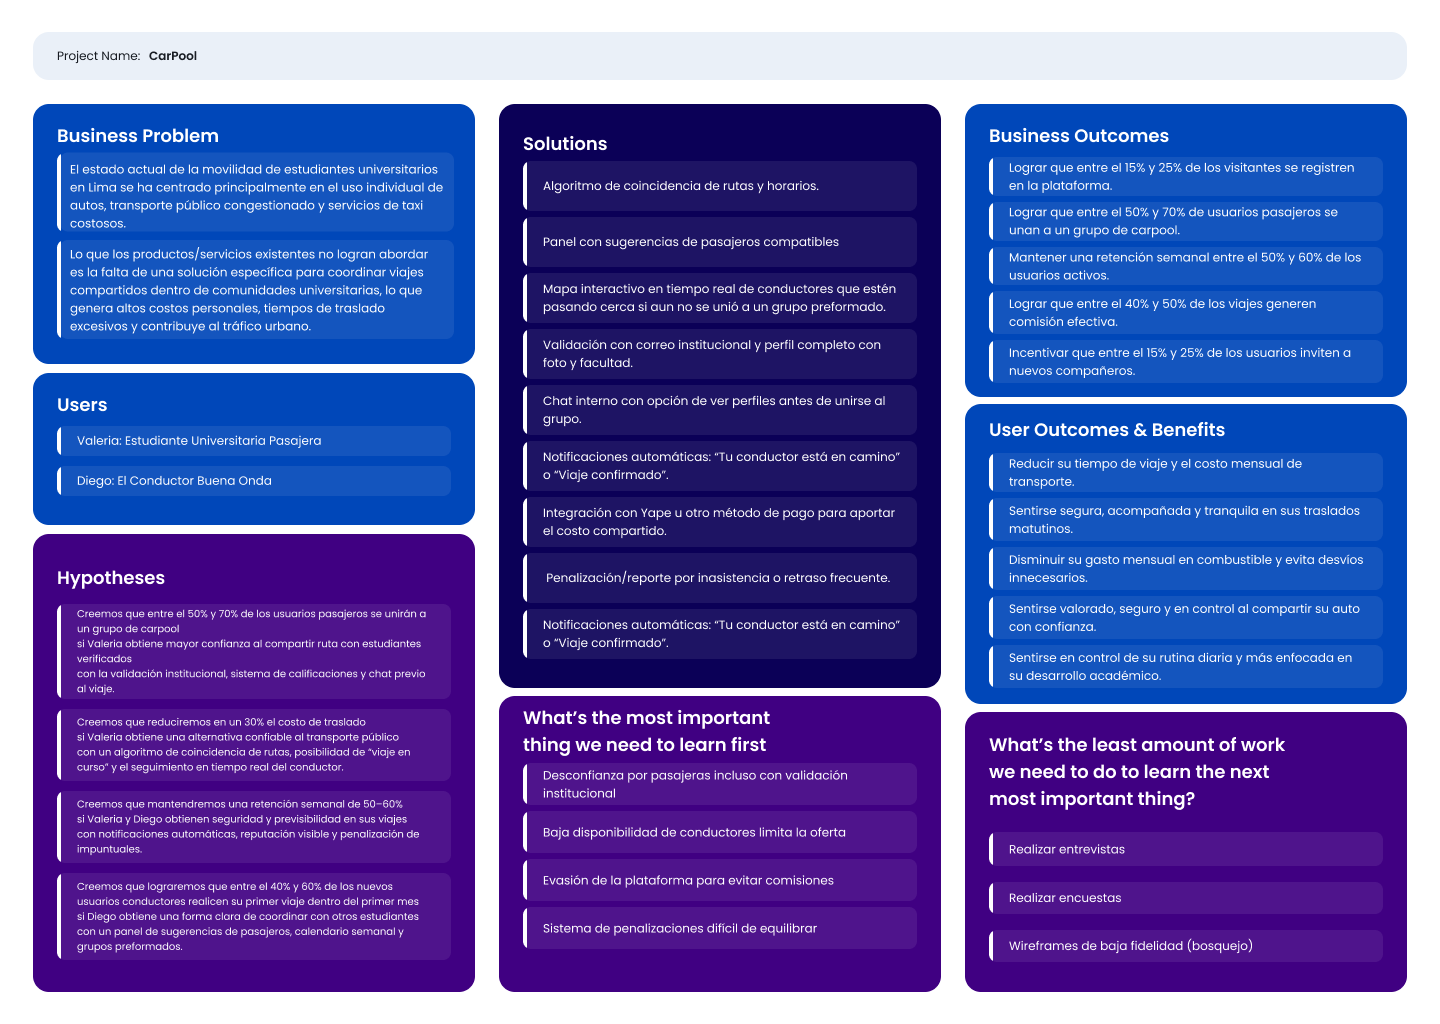 Project Name: CarPool
Business Problem
El estado actual de la movilidad de estudiantes universitarios
en Lima se ha centrado principalmente en el uso individual de
autos, transporte público congestionado y servicios de taxi
costosos.
Lo que los productos/servicios existentes no logran abordar
es la falta de una solución específica para coordinar viajes
compartidos dentro de comunidades universitarias, lo que
genera altos costos personales, tiempos de traslado
excesivos y contribuye al tráfico urbano.
Users
Valeria: Estudiante Universitaria Pasajera
Diego: El Conductor Buena Onda
Hypotheses
Creemos que entre el 50% y 70% de los usuarios pasajeros se unirán a
un grupo de carpool
si Valeria obtiene mayor confianza al compartir ruta con estudiantes
verificados
con la validación institucional, sistema de calificaciones y chat previo
al viaje.
Creemos que reduciremos en un 30% el costo de traslado
si Valeria obtiene una alternativa confiable al transporte público
con un algoritmo de coincidencia de rutas, posibilidad de “viaje en
curso” y el seguimiento en tiempo real del conductor.
Creemos que mantendremos una retención semanal de 50–60%
si Valeria y Diego obtienen seguridad y previsibilidad en sus viajes
con notificaciones automáticas, reputación visible y penalización de
impuntuales.
Creemos que lograremos que entre el 40% y 60% de los nuevos
usuarios conductores realicen su primer viaje dentro del primer mes
si Diego obtiene una forma clara de coordinar con otros estudiantes
con un panel de sugerencias de pasajeros, calendario semanal y
grupos preformados.
Solutions
Algoritmo de coincidencia de rutas y horarios.
Panel con sugerencias de pasajeros compatibles
Mapa interactivo en tiempo real de conductores que estén
pasando cerca si aun no se unió a un grupo preformado.
Validación con correo institucional y perfil completo con
foto y facultad.
Chat interno con opción de ver perfiles antes de unirse al
grupo.
Notificaciones automáticas: “Tu conductor está en camino”
o “Viaje confirmado”.
Integración con Yape u otro método de pago para aportar
el costo compartido.
Penalización/reporte por inasistencia o retraso frecuente.
Notificaciones automáticas: “Tu conductor está en camino”
o “Viaje confirmado”.
What’s the most important
thing we need to learn first
Desconfianza por pasajeras incluso con validación
institucional
Baja disponibilidad de conductores limita la oferta
Evasión de la plataforma para evitar comisiones
Sistema de penalizaciones difícil de equilibrar
Business Outcomes
Lograr que entre el 15% y 25% de los visitantes se registren
en la plataforma.
Lograr que entre el 50% y 70% de usuarios pasajeros se
unan a un grupo de carpool.
Mantener una retención semanal entre el 50% y 60% de los
usuarios activos.
Lograr que entre el 40% y 50% de los viajes generen
comisión efectiva.
Incentivar que entre el 15% y 25% de los usuarios inviten a
nuevos compañeros.
User Outcomes & Benefits
Reducir su tiempo de viaje y el costo mensual de
transporte.
Sentirse segura, acompañada y tranquila en sus traslados
matutinos.
Disminuir su gasto mensual en combustible y evita desvíos
innecesarios.
Sentirse valorado, seguro y en control al compartir su auto
con confianza.
Sentirse en control de su rutina diaria y más enfocada en
su desarrollo académico.
What’s the least amount of work
we need to do to learn the next
most important thing?
Realizar entrevistas
Realizar encuestas
Wireframes de baja fidelidad (bosquejo)